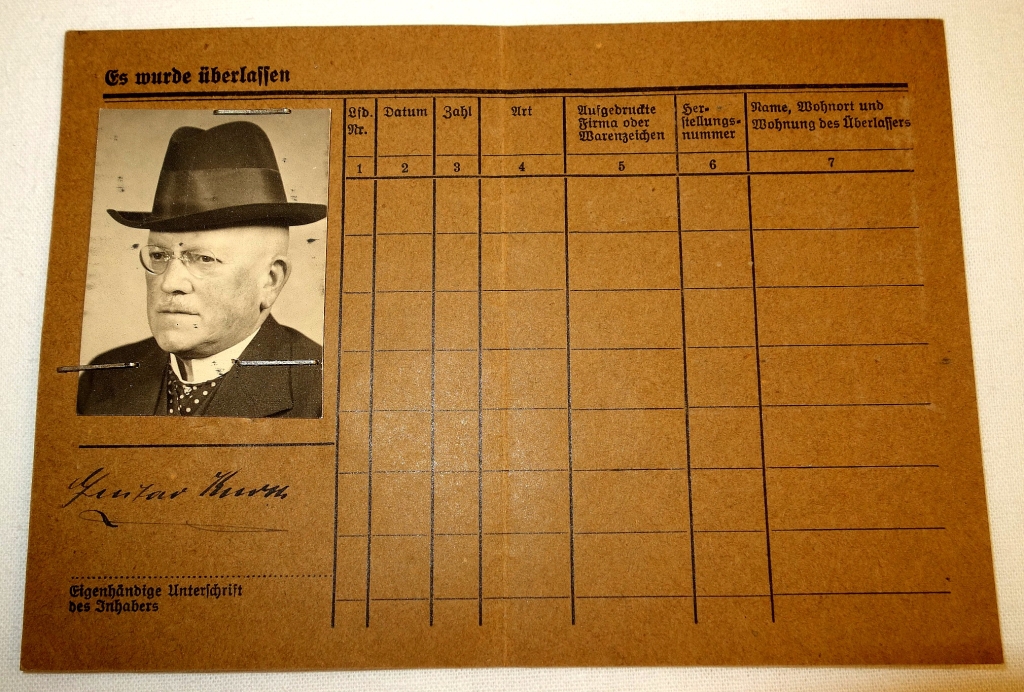 Es wurde überlassen
Lfd.
Nr.
Datum
Zahl
Art
Aufgedruckte
Firma oder
Warenzeichen
Her-
stellungs-
nummer
Name, Wohnort und
Wohnung des Überlassers
1 2 3 4 5 6 7
Gustav
Eigenhändige Unterschrift
des Inhabers